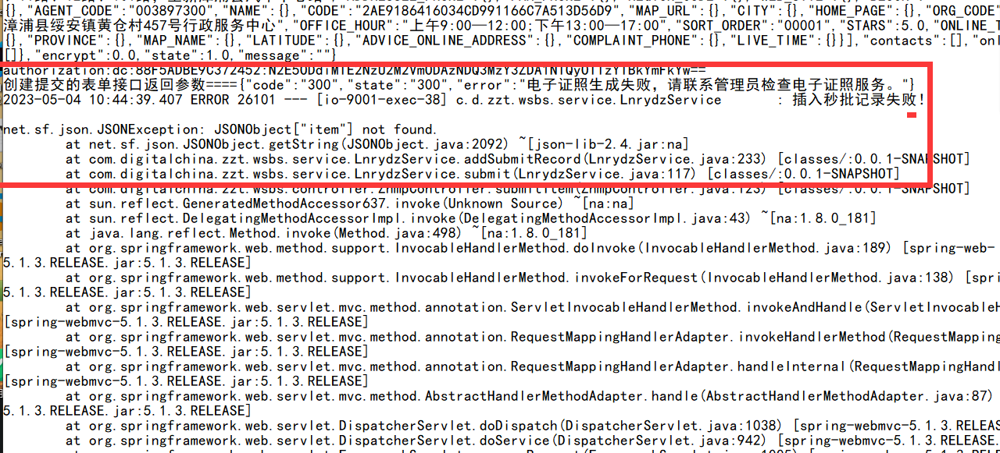 {},"AGENT_CODE":"003897300","NAME":{},"CODE":"2AE9186416034CD991166C7A513D56D9","MAP_URL":{},"CITY":{},"HOME_PAGE":{},"ORG_CODE"
漳浦县绥安镇黄仓村457号行政服务中心","OFFICE_HOUR":"上午9:00—12:00;下午13:00—17:00","SORT_ORDER":"00001","STARS":5.0,"ONLINE_T
{},"PROVINCE":{},"MAP_NAME":{},"LATITUDE":{},"ADVICE_ONLINE_ADDRESS":{},"COMPLAINT_PHONE":{},"LIVE_TIME":{}}],"contacts":[],"onl
[]},"encrypt":0.0,"state":1.0,"message":""}
创建提交的表单接口返回参数===={"code":"300","state":"300","error":"电子证照生成失败，请联系管理员检查电子证照服务。"}
2023-05-04 10:44:39.407 ERROR 26101 --- [io-9001-exec-38] c.d.zzt.wsbs.service.LnrydzService : 插入秒批记录失败!
net.sf.json.JSONException: JSONObject["item"] not found.
at net.sf.json.JSONObject.getString(JSONObject.java:2092) ~[json-lib-2.4.jar:na]
at com.digitalchina.zzt.wsbs.service.LnrydzService.addSubmitRecord(LnrydzService.java:233) [classes/:0.0.1-SNAPSHOT]
at com.digitalchina.zzt.wsbs.service.LnrydzService.submit(LnrydzService.java:117) [classes/:0.0.1-SNAPSHOT]
at com.digitalchina.zzt.wsbs.controller.ZnmpController.submitItem(ZnmpController.java:123) [classes/:0.0.1-SNAPSHOT]
at sun.reflect.GeneratedMethodAccessor637.invoke(Unknown Source) ~[na:na]
at sun.reflect.DelegatingMethodAccessorImpl.invoke(DelegatingMethodAccessorImpl.java:43) ~[na:1.8.0_181]
at java.lang.reflect.Method.invoke(Method.java:498) ~[na:1.8.0_181]
at org.springframework.web.method.support.InvocableHandlerMethod.doInvoke(InvocableHandlerMethod.java:189) [spring-web-
5.1.3.RELEASE.jar:5.1.3.RELEASE]
at org.springframework.web.method.support.InvocableHandlerMethod.invokeForRequest(InvocableHandlerMethod.java:138) [spri
5.1.3.RELEASE.jar:5.1.3.RELEASE]
at org.springframework.web.servlet.mvc.method.annotation.ServletInvocableHandlerMethod.invokeAndHandle(ServletInvocableH
[spring-webmvc-5.1.3.RELEASE.jar:5.1.3.RELEASE]
at org.springframework.web.servlet.mvc.method.annotation.RequestMappingHandlerAdapter.invokeHandlerMethod(RequestMapping
[spring-webmvc-5.1.3.RELEASE.jar:5.1.3.RELEASE]
at org.springframework.web.servlet.mvc.method.annotation.RequestMappingHandlerAdapter.handleInternal(RequestMappingHandl
[spring-webmvc-5.1.3.RELEASE.jar:5.1.3.RELEASE]
at org.springframework.web.servlet.mvc.method.AbstractHandlerMethodAdapter.handle(AbstractHandlerMethodAdapter.java:87)
5.1.3.RELEASE.jar:5.1.3.RELEASE]
at org.springframework.web.servlet.DispatcherServlet.doDispatch(DispatcherServlet.java:1038) [spring-webmvc-5.1.3.RELEAS
at org.springframework.web.servlet.DispatcherServlet.doService(DispatcherServlet.java:942) [spring-webmvc-5.1.3.RELEASE.